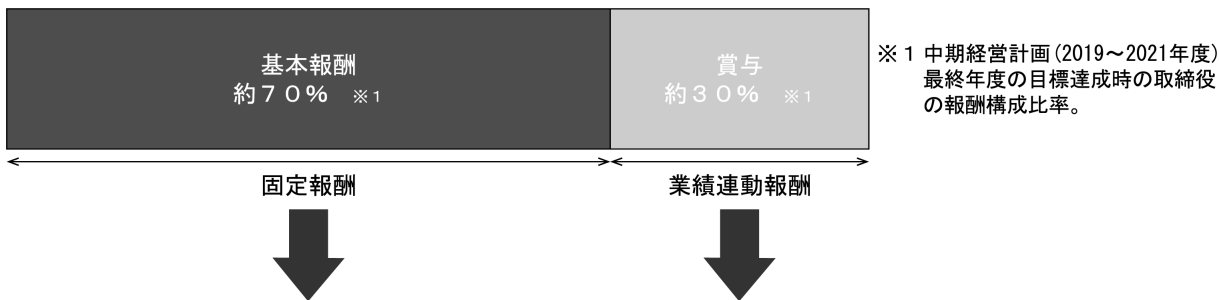 基本報酬
約７０％ ※1
賞与
約３０％ ※1
※１ 中期経営計画(2019～2021年度)
最終年度の目標達成時の取締役
の報酬構成比率。
固定報酬
業績連動報酬